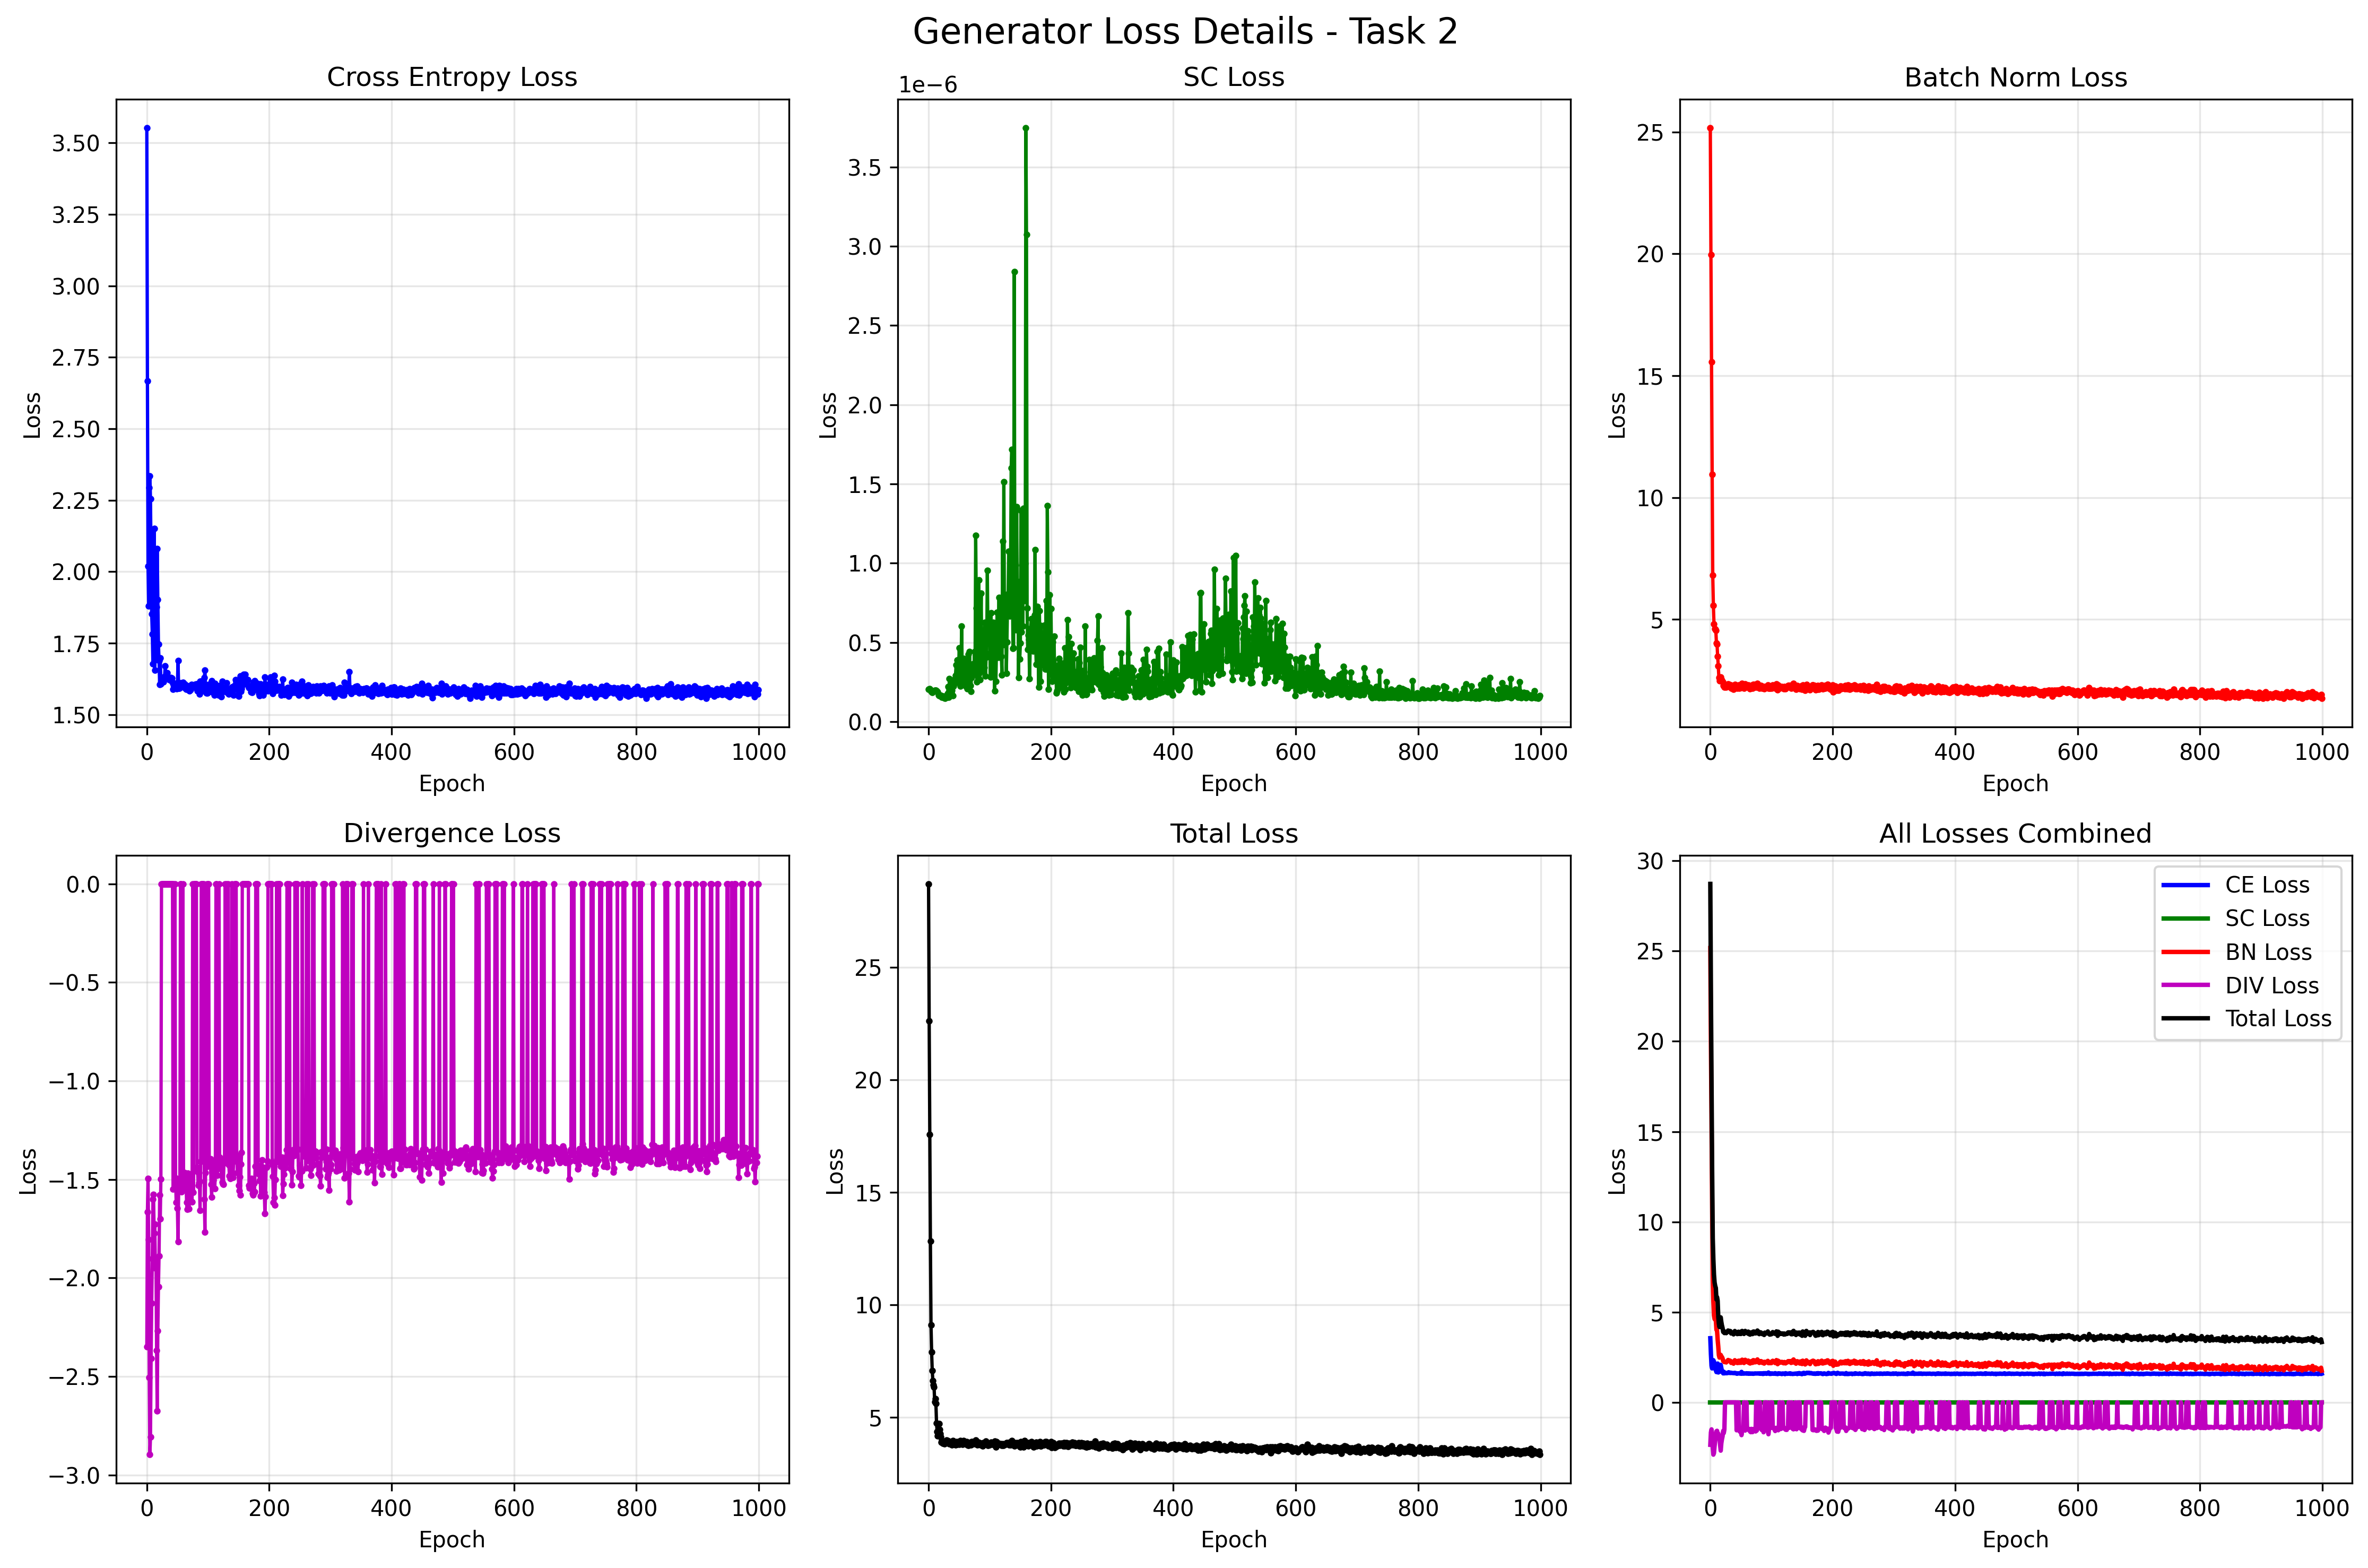 Generator Loss Details - Task 2
Cross Entropy Loss
Loss
3.50
3.25
3.00
2.75
2.50
2.25
2.00
1.75
1.50
0 200 400 600 800 1000
Epoch
SC Loss
1e−6
Loss
3.5
3.0
2.5
2.0
1.5
1.0
0.5
0.0
0 200 400 600 800 1000
Epoch
Batch Norm Loss
Loss
25
20
15
10
5
0 200 400 600 800 1000
Epoch
Divergence Loss
Loss
0.0
−0.5
−1.0
−1.5
−2.0
−2.5
−3.0
0 200 400 600 800 1000
Epoch
Total Loss
Loss
25
20
15
10
5
0 200 400 600 800 1000
Epoch
All Losses Combined
Loss
30
25
20
15
10
5
0
0 200 400 600 800 1000
Epoch
CE Loss
SC Loss
BN Loss
DIV Loss
Total Loss